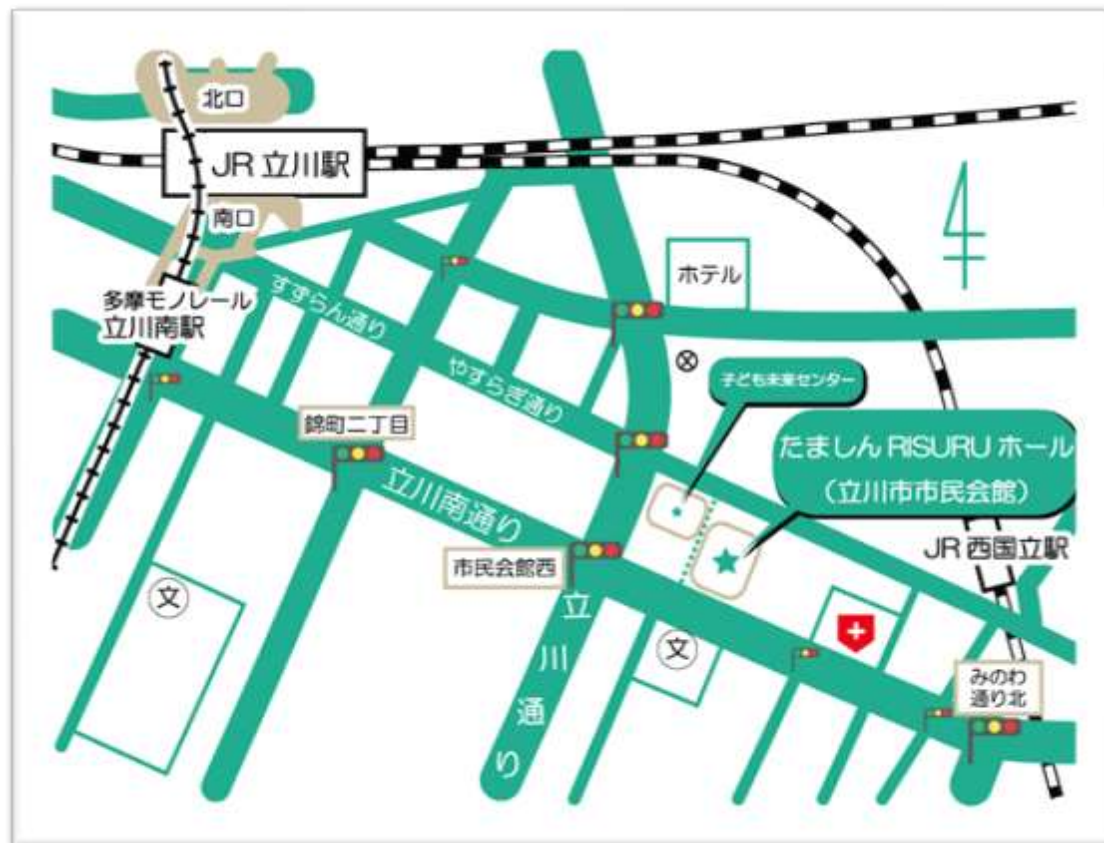 北口
JR 立川駅
南口
多摩モノレール
立川南駅
すずらん通り
やすらぎ通り
ホテル
子ども未来センター
たましん RISURU ホール
(立川市市民会館)
錦町二丁目
立川南通り
市民会館西
立川通り
JR 西国立駅
文
文
みのわ
通り北